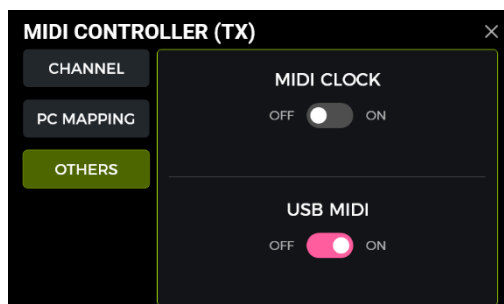 MIDI CONTROLLER (TX)
CHANNEL
PC MAPPING
OTHERS
MIDI CLOCK
OFF ON
USB MIDI
OFF ON